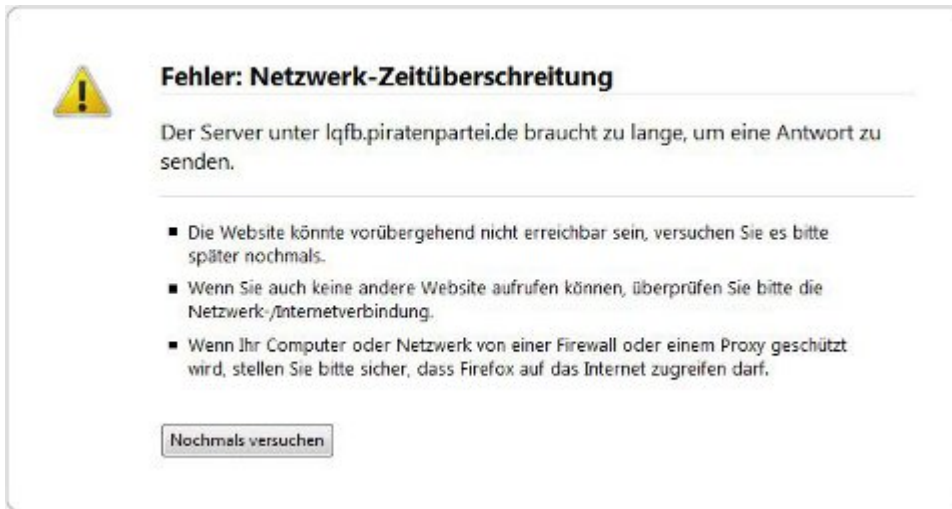 Fehler: Netzwerk-Zeitüberschreitung
Der Server unter lqfb.piratenpartei.de braucht zu lange, um eine Antwort zu
senden.
Die Website könnte vorübergehend nicht erreichbar sein, versuchen Sie es bitte
später nochmals.
Wenn Sie auch keine andere Website aufrufen können, überprüfen Sie bitte die
Netzwerk-/Internetverbindung.
Wenn Ihr Computer oder Netzwerk von einer Firewall oder einem Proxy geschützt
wird, stellen Sie bitte sicher, dass Firefox auf das Internet zugreifen darf.
Nochmals versuchen